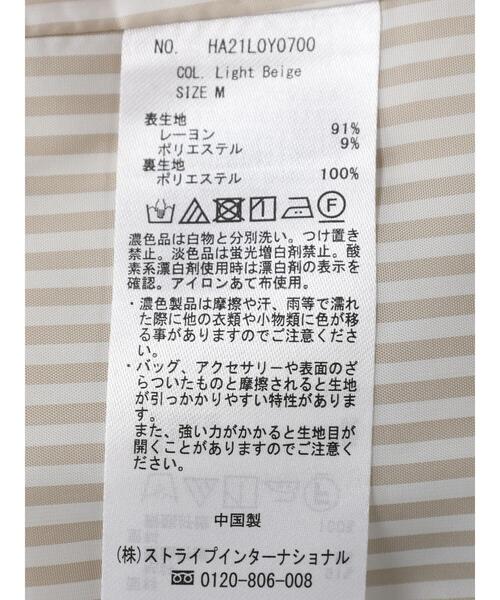 NO. HA21L0Y0700
COL. Light Beige
SIZE M
表生地
レーヨン 91%
ポリエステル 9%
裏生地
ポリエステル 100%
濃色品は白物と分別洗い。つけ置き
禁止。淡色品は蛍光増白剤禁止。酸
素系漂白剤使用時は漂白剤の表示を
確認。アイロンあて布使用。
・濃色製品は摩擦や汗、雨等で濡れ
た際に他の衣類や小物類に色が移
る事がありますのでご注意くださ
い。
・バッグ、アクセサリーや表面のざ
らついたものと摩擦されると生地
が引っかかりやすい特性がありま
す。
また、強い力がかかると生地目が
開くことがありますのでご注意く
ださい。
中国製
(株)ストライプインターナショナル
0120-806-008